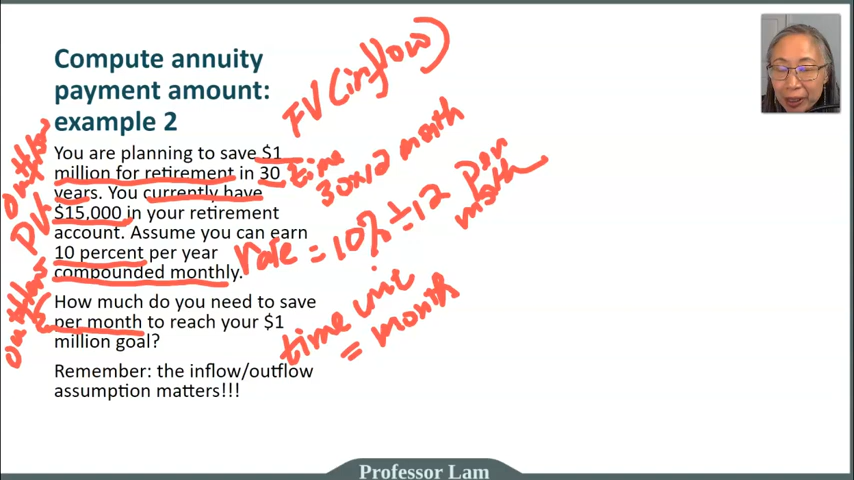 Compute annuity
payment amount:
example 2
You are planning to save $1
million for retirement in 30
years. You currently have
$15,000 in your retirement
account. Assume you can earn
10 percent per year
compounded monthly.
How much do you need to save
per month to reach your $1
million goal?
Remember: the inflow/outflow
assumption matters!!!
FV (inflow)
time
30x12 month
rate = 10% ÷ 12 per
month
time unit
= month
outflow
PV
outflow
Professor Lam